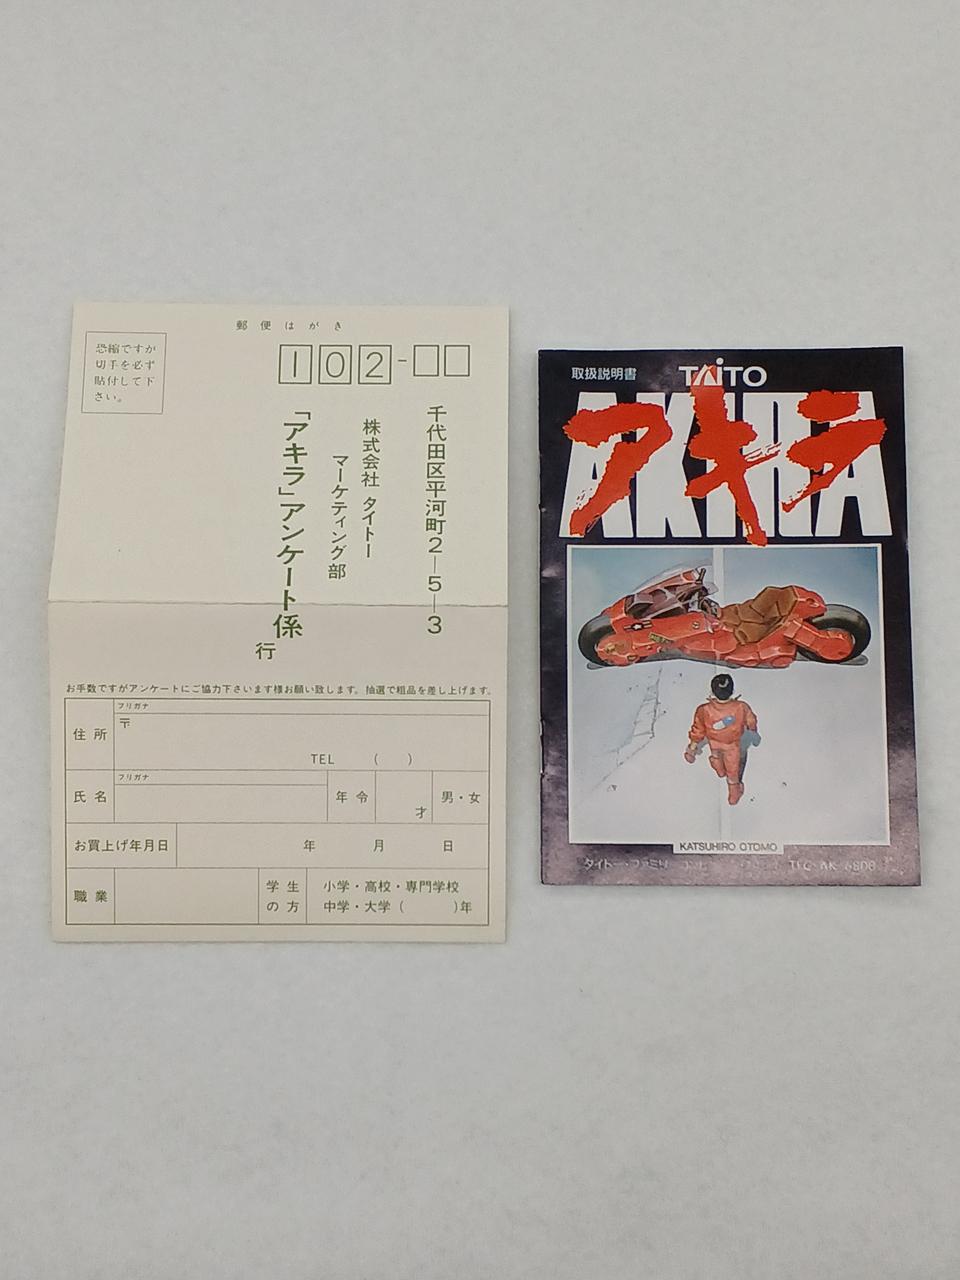 郵便はがき
恐縮ですが
切手を必ず
貼付して下
さい。
102-
千代田区平河町2-5-3
株式会社 タイトー
マーケティング部
「アキラ」アンケート係
行
お手数ですがアンケートにご協力下さいます様お願い致します。抽選で粗品を差し上げます。
住所
フリガナ
〒
TEL ( )
氏名
フリガナ
年令
才
男・女
お買上げ年月日
年 月 日
職業
学生
の方
小学・高校・専門学校
中学・大学( )年
取扱説明書
TAITO
AKIRA
アキラ
KATSUHIRO OTOMO
タイトー・ファミリー